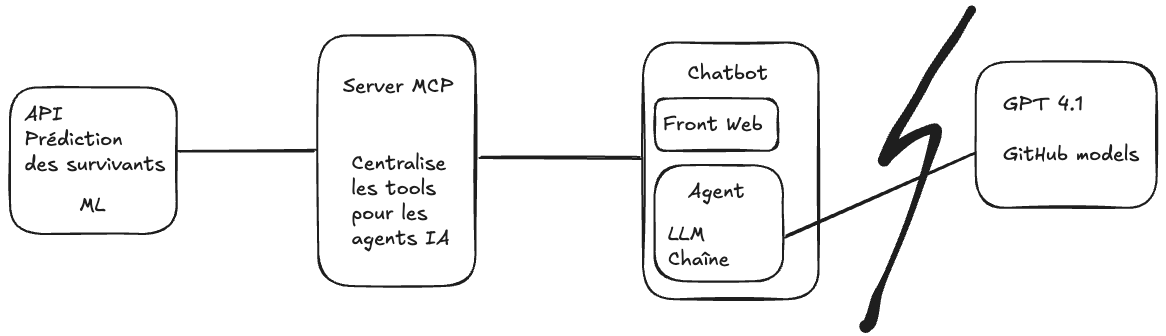 API
Prédiction
des survivants
ML
Server MCP
Centralise
les tools
pour les
agents IA
Chatbot
Front Web
Agent
LLM
Chaîne
GPT 4.1
GitHub models